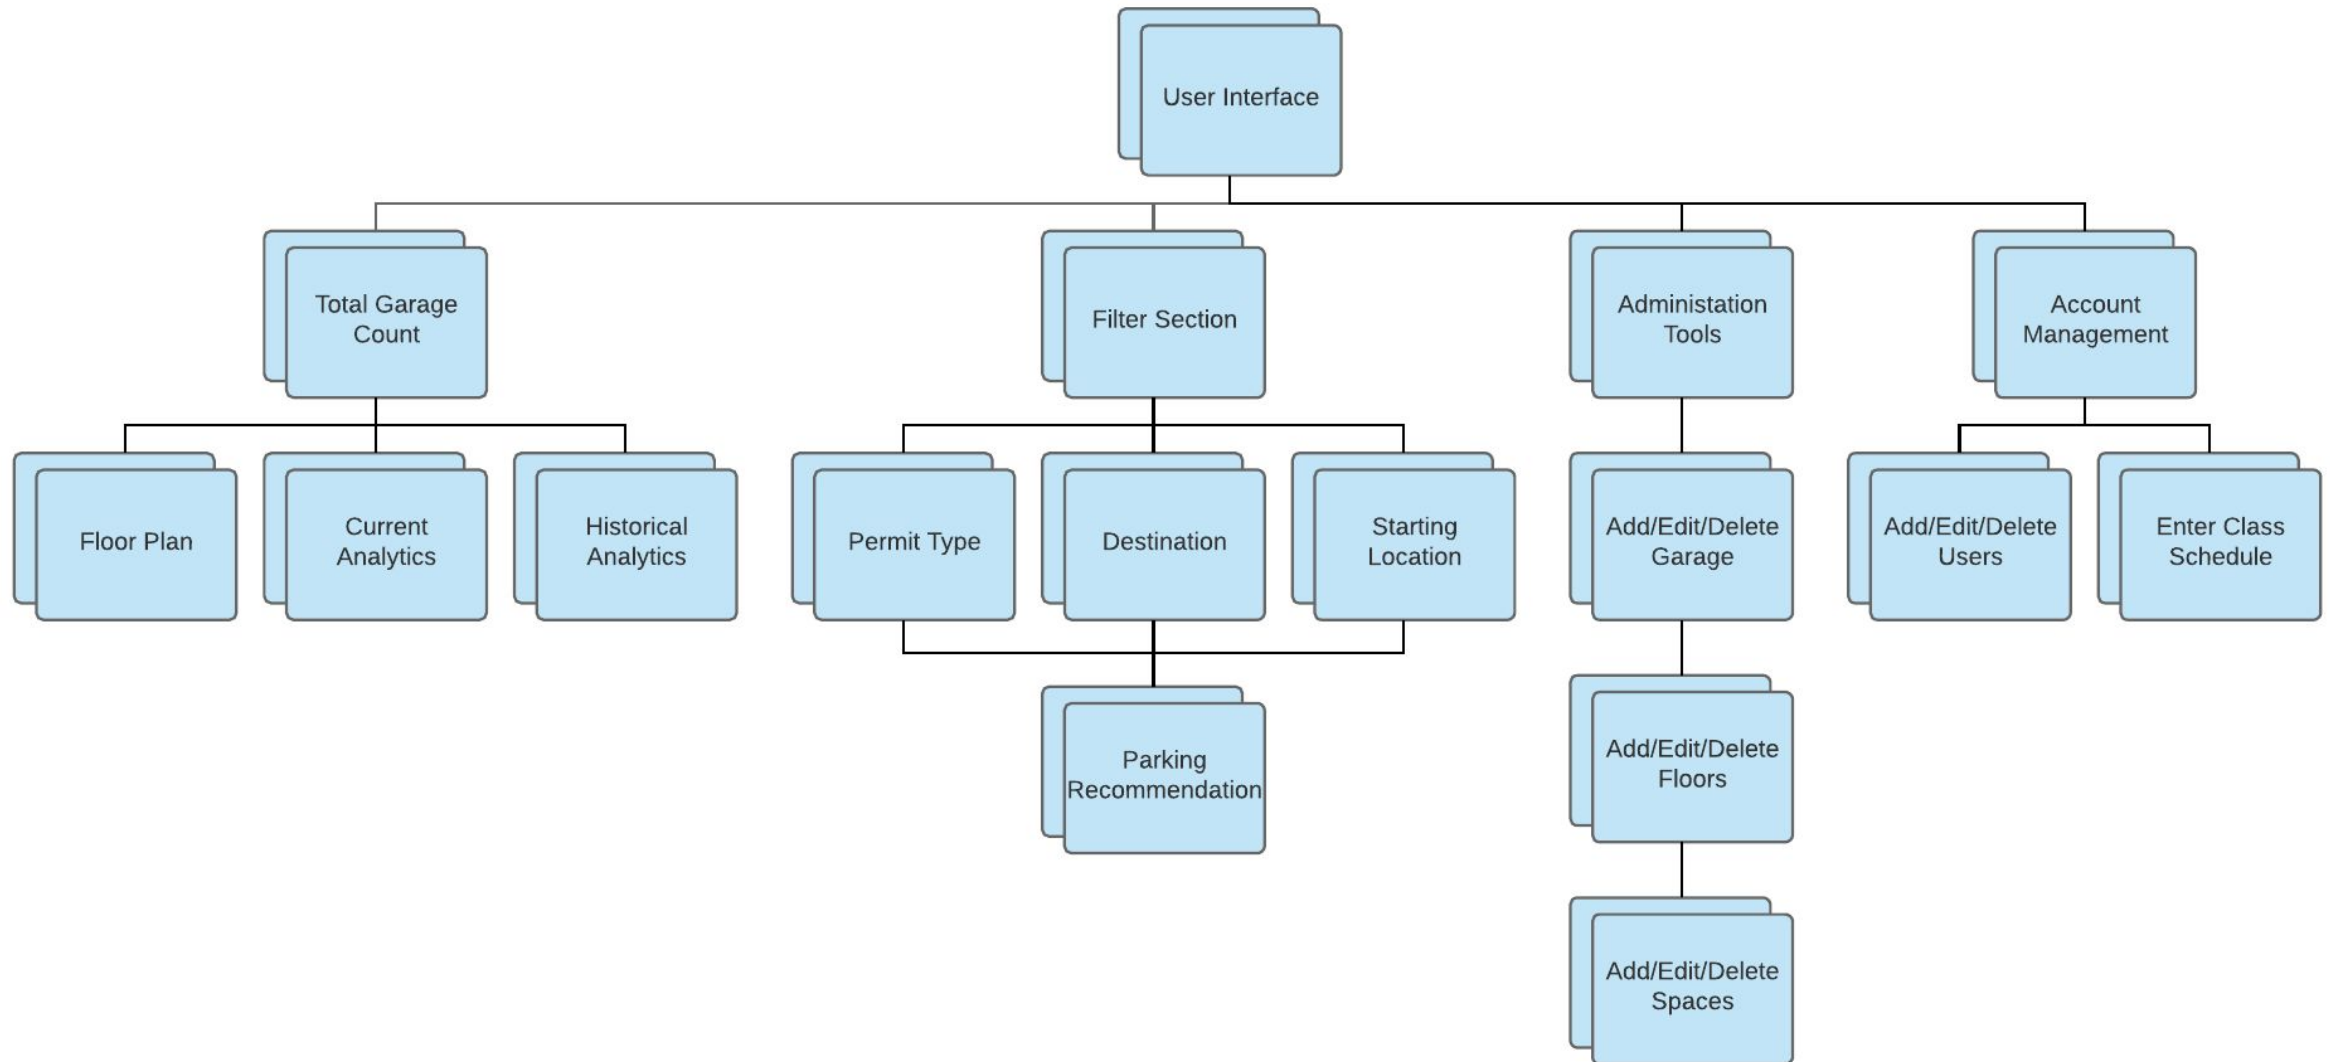 User Interface
Total Garage
Count
Filter Section
Administation
Tools
Account
Management
Floor Plan
Current
Analytics
Historical
Analytics
Permit Type
Destination
Starting
Location
Add/Edit/Delete
Garage
Add/Edit/Delete
Users
Enter Class
Schedule
Parking
Recommendation
Add/Edit/Delete
Floors
Add/Edit/Delete
Spaces